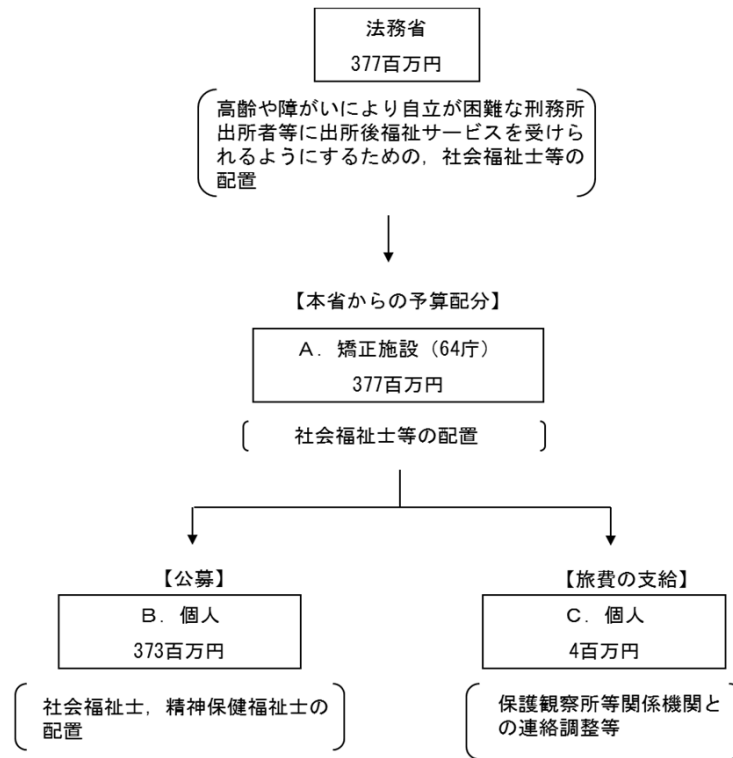 法務省
377百万円
高齢や障がいにより自立が困難な刑務所
出所者等に出所後福祉サービスを受けら
れるようにするための，社会福祉士等の
配置
【本省からの予算配分】
Ａ．矯正施設（64庁）
377百万円
社会福祉士等の配置
【公募】
Ｂ．個人
373百万円
社会福祉士，精神保健福祉士の
配置
【旅費の支給】
Ｃ．個人
4百万円
保護観察所等関係機関と
の連絡調整等